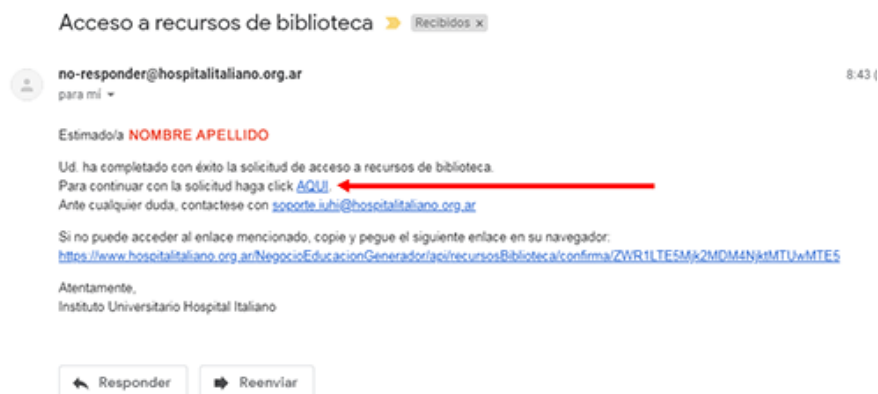 Acceso a recursos de biblioteca Recibidos x
no-responder@hospitalitaliano.org.ar 8:43
para mí
Estimado/a NOMBRE APELLIDO
Ud. ha completado con éxito la solicitud de acceso a recursos de biblioteca.
Para continuar con la solicitud haga click AQUI.
Ante cualquier duda, contactese con soporte.iuhi@hospitalitaliano.org.ar
Si no puede acceder al enlace mencionado, copie y pegue el siguiente enlace en su navegador:
https://www.hospitalitaliano.org.ar/NegocioEducacionGenerador/api/recursosBiblioteca/confirma/ZWR1LTE5Mjk2MDM4NjktMTUwMTE5
Atentamente,
Instituto Universitario Hospital Italiano
Responder Reenviar